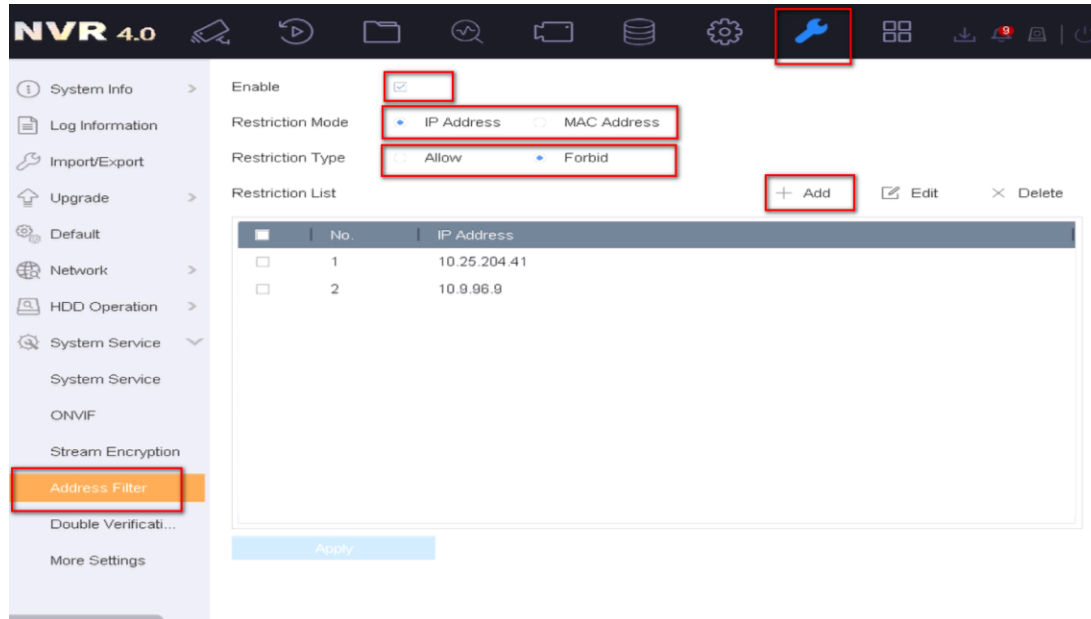 NVR 4.0
9
System Info
Log Information
Import/Export
Upgrade
Default
Network
HDD Operation
System Service
System Service
ONVIF
Stream Encryption
Address Filter
Double Verificati...
More Settings
Enable
Restriction Mode IP Address MAC Address
Restriction Type Allow Forbid
Restriction List Add Edit Delete
No. IP Address
1 10.25.204.41
2 10.9.96.9
Apply